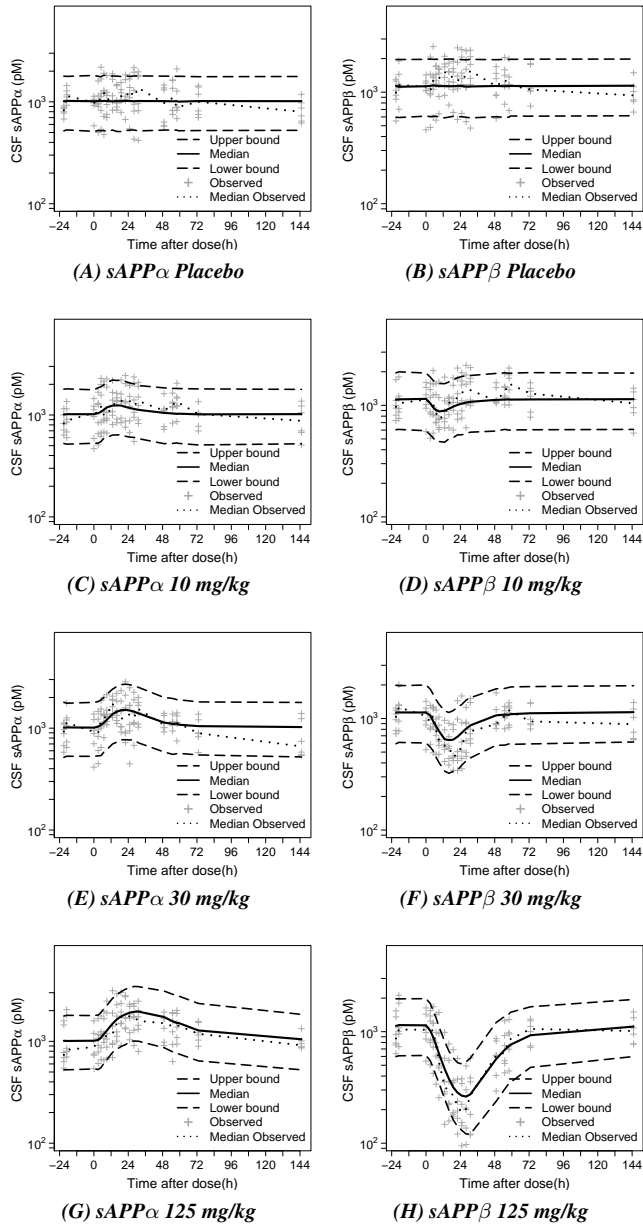 CSF sAPPα (pM)
10³
10²
−24 0 24 48 72 96 120 144
Time after dose(h)
Upper bound
Median
Lower bound
Observed
Median Observed
(A) sAPPα Placebo
CSF sAPPβ (pM)
10³
10²
−24 0 24 48 72 96 120 144
Time after dose(h)
Upper bound
Median
Lower bound
Observed
Median Observed
(B) sAPPβ Placebo
CSF sAPPα (pM)
10³
10²
−24 0 24 48 72 96 120 144
Time after dose(h)
Upper bound
Median
Lower bound
Observed
Median Observed
(C) sAPPα 10 mg/kg
CSF sAPPβ (pM)
10³
10²
−24 0 24 48 72 96 120 144
Time after dose(h)
Upper bound
Median
Lower bound
Observed
Median Observed
(D) sAPPβ 10 mg/kg
CSF sAPPα (pM)
10³
10²
−24 0 24 48 72 96 120 144
Time after dose(h)
Upper bound
Median
Lower bound
Observed
Median Observed
(E) sAPPα 30 mg/kg
CSF sAPPβ (pM)
10³
10²
−24 0 24 48 72 96 120 144
Time after dose(h)
Upper bound
Median
Lower bound
Observed
Median Observed
(F) sAPPβ 30 mg/kg
CSF sAPPα (pM)
10³
10²
−24 0 24 48 72 96 120 144
Time after dose(h)
Upper bound
Median
Lower bound
Observed
Median Observed
(G) sAPPα 125 mg/kg
CSF sAPPβ (pM)
10³
10²
−24 0 24 48 72 96 120 144
Time after dose(h)
Upper bound
Median
Lower bound
Observed
Median Observed
(H) sAPPβ 125 mg/kg